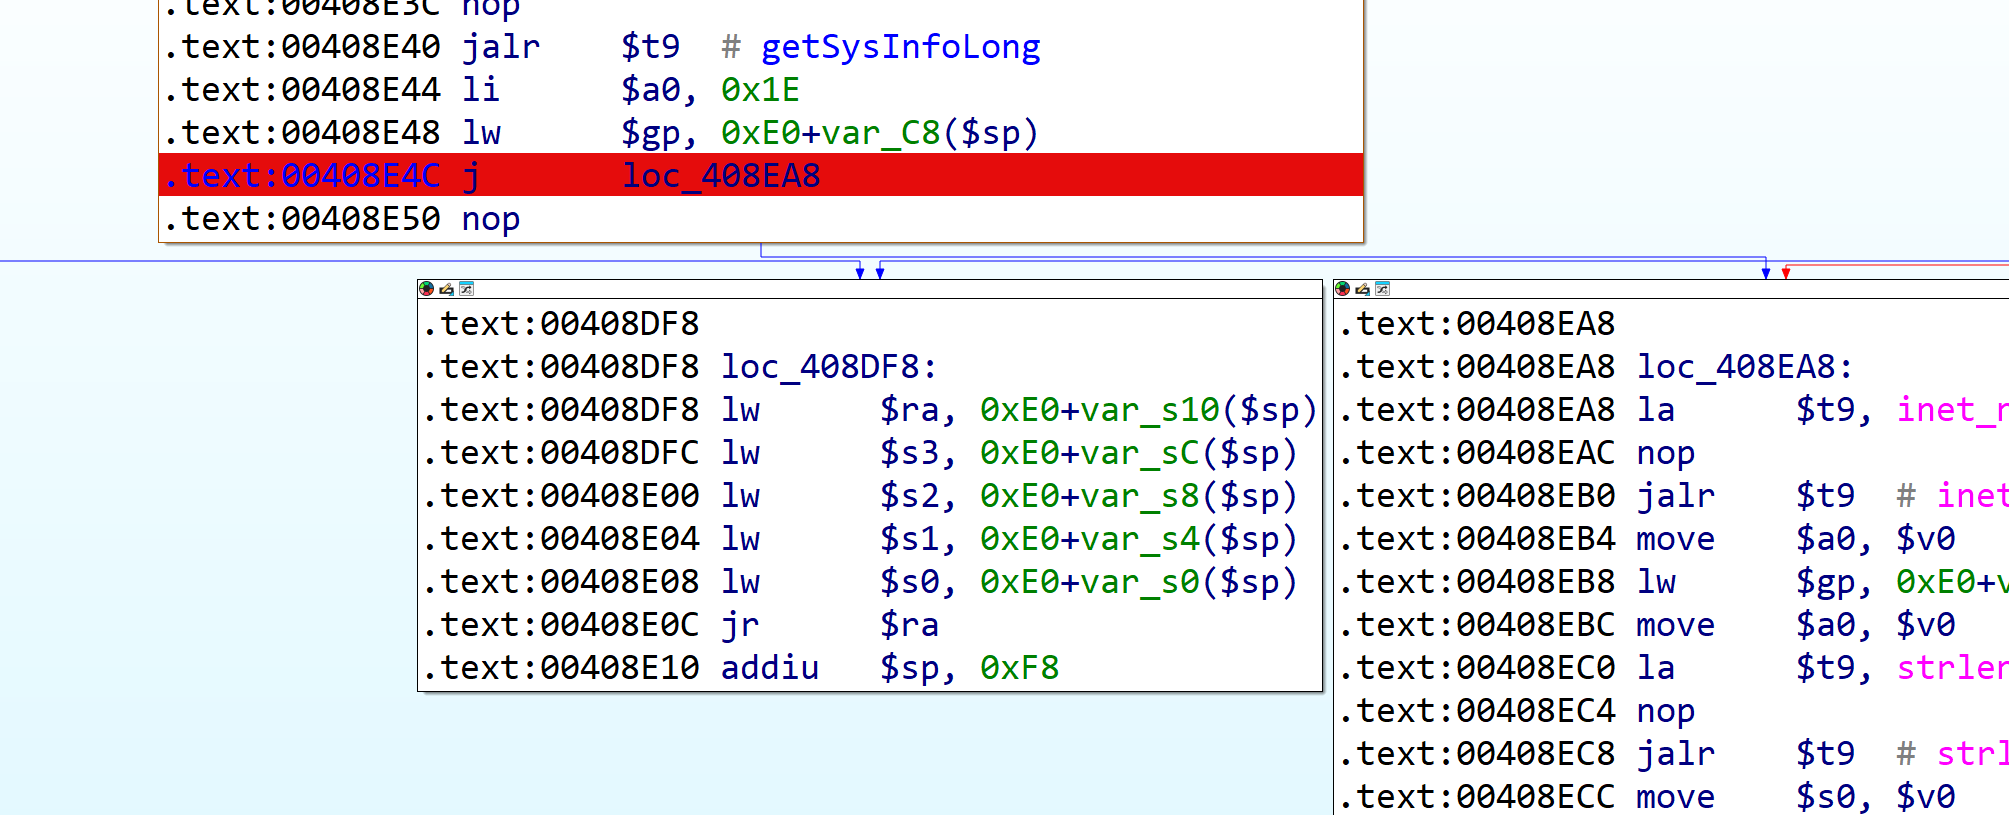 .text:00408E3C nop
.text:00408E40 jalr $t9 # getSysInfoLong
.text:00408E44 li $a0, 0x1E
.text:00408E48 lw $gp, 0xE0+var_C8($sp)
.text:00408E4C j loc_408EA8
.text:00408E50 nop
.text:00408DF8
.text:00408DF8 loc_408DF8:
.text:00408DF8 lw $ra, 0xE0+var_s10($sp)
.text:00408DFC lw $s3, 0xE0+var_sC($sp)
.text:00408E00 lw $s2, 0xE0+var_s8($sp)
.text:00408E04 lw $s1, 0xE0+var_s4($sp)
.text:00408E08 lw $s0, 0xE0+var_s0($sp)
.text:00408E0C jr $ra
.text:00408E10 addiu $sp, 0xF8
.text:00408EA8
.text:00408EA8 loc_408EA8:
.text:00408EA8 la $t9,
.text:00408EAC nop
.text:00408EB0 jalr $t9 # inet
.text:00408EB4 move $a0, $v0
.text:00408EB8 lw $gp, 0xE0+
.text:00408EBC move $a0, $v0
.text:00408EC0 la $t9, strlen
.text:00408EC4 nop
.text:00408EC8 jalr $t9 # strl
.text:00408ECC move $s0, $v0